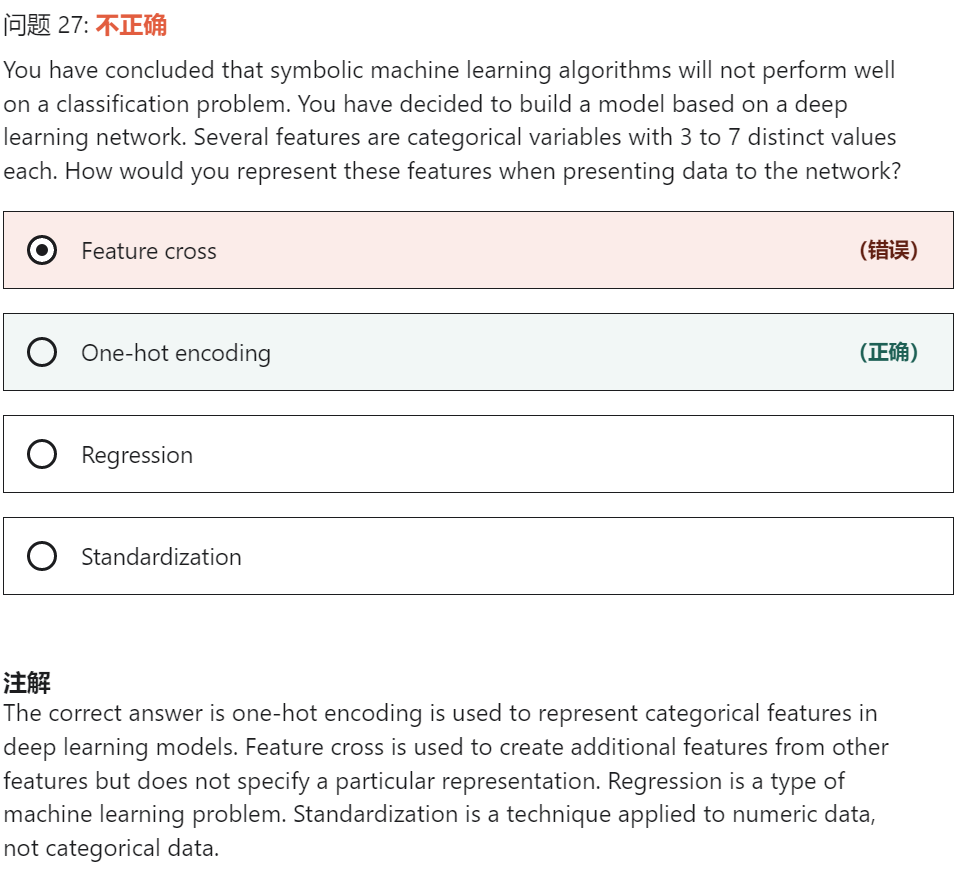 问题 27: 不正确
You have concluded that symbolic machine learning algorithms will not perform well
on a classification problem. You have decided to build a model based on a deep
learning network. Several features are categorical variables with 3 to 7 distinct values
each. How would you represent these features when presenting data to the network?
Feature cross (错误)
One-hot encoding (正确)
Regression
Standardization
注解
The correct answer is one-hot encoding is used to represent categorical features in
deep learning models. Feature cross is used to create additional features from other
features but does not specify a particular representation. Regression is a type of
machine learning problem. Standardization is a technique applied to numeric data,
not categorical data.